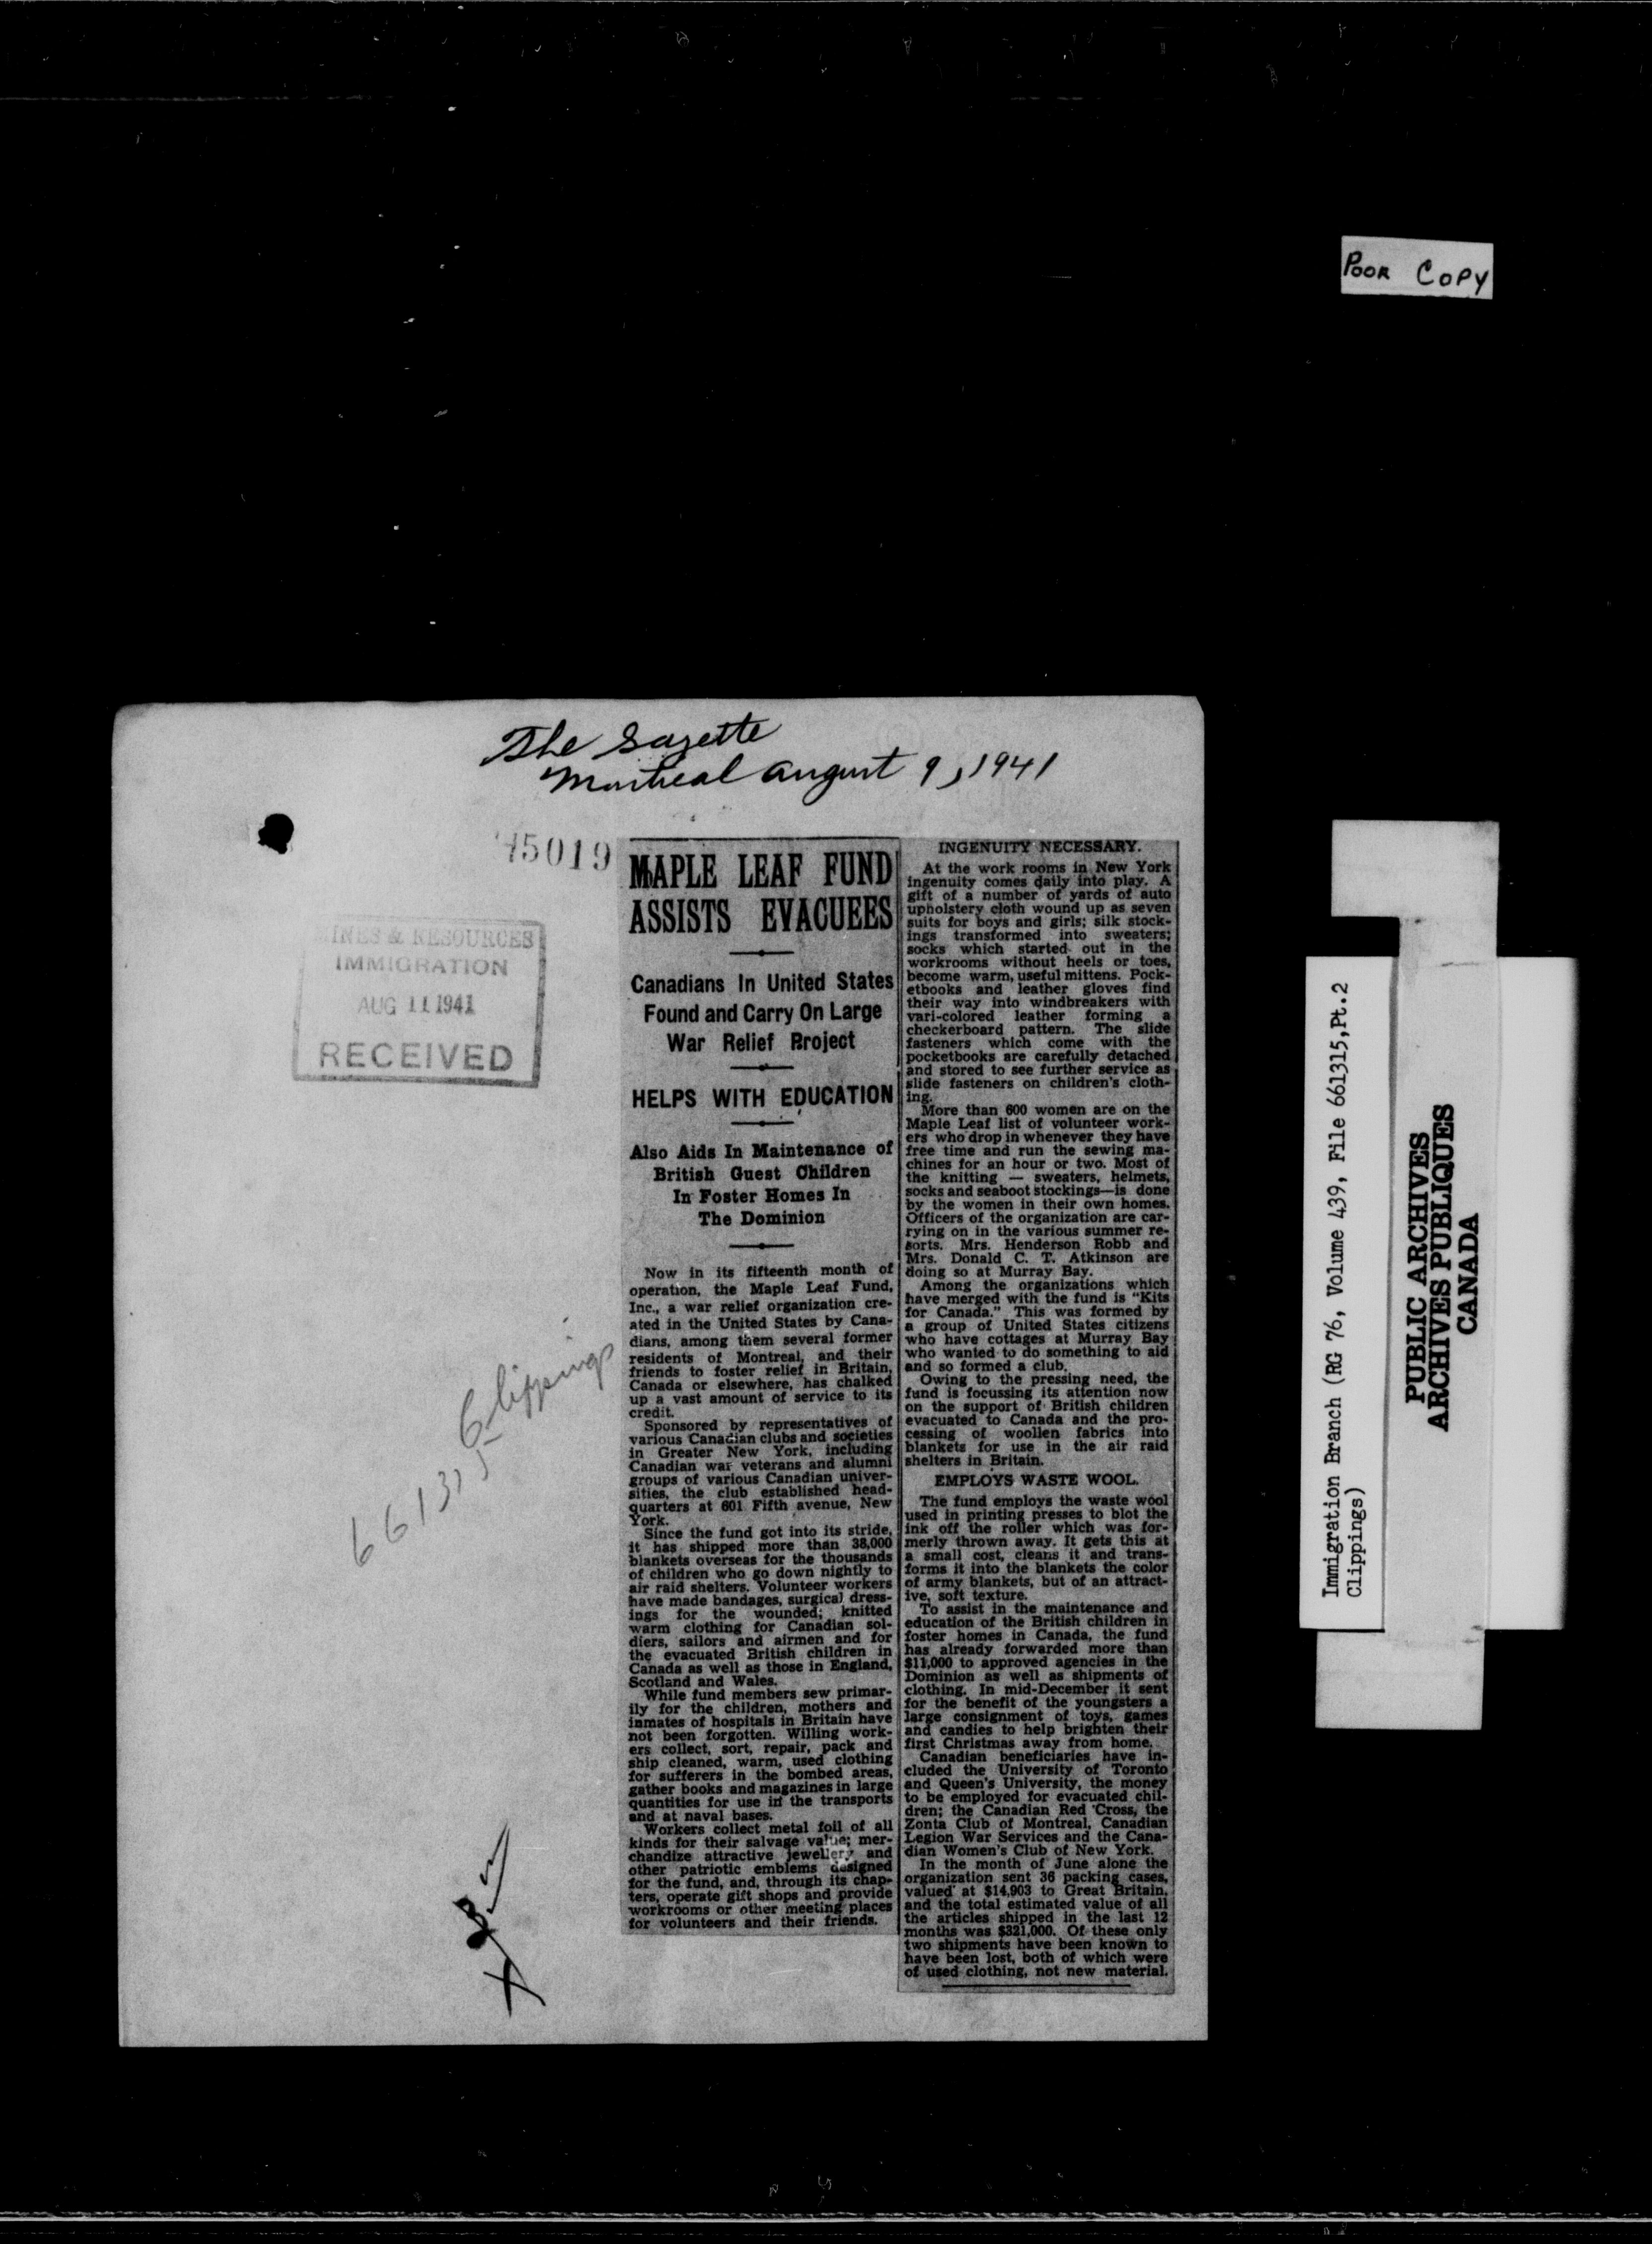 POOR COPY
The Gazette
Montreal August 9, 1941
45019
MINES & RESOURCES
IMMIGRATION
AUG 11 1941
RECEIVED
Clippings
661315
MAPLE LEAF FUND
ASSISTS EVACUEES
Canadians In United States
Found and Carry On Large
War Relief Project
HELPS WITH EDUCATION
Also Aids In Maintenance of
British Guest Children
In Foster Homes In
The Dominion
Now in its fifteenth month of
operation, the Maple Leaf Fund,
Inc., a war relief organization cre-
ated in the United States by Cana-
dians, among them several former
residents of Montreal, and their
friends to foster relief in Britain,
Canada or elsewhere, has chalked
up a vast amount of service to its
credit.
Sponsored by representatives of
various Canadian clubs and societies
in Greater New York, including
Canadian war veterans and alumni
groups of various Canadian univer-
sities, the club established head-
quarters at 601 Fifth avenue, New
York.
Since the fund got into its stride,
it has shipped more than 38,000
blankets overseas for the thousands
of children who go down nightly to
air raid shelters. Volunteer workers
have made bandages, surgical dress-
ings for the wounded; knitted
warm clothing for Canadian sol-
diers, sailors and airmen and for
the evacuated British children in
Canada as well as those in England,
Scotland and Wales.
While fund members sew primar-
ily for the children, mothers and
inmates of hospitals in Britain have
not been forgotten. Willing work-
ers collect, sort, repair, pack and
ship cleaned, warm, used clothing
for sufferers in the bombed areas,
gather books and magazines in large
quantities for use in the transports
and at naval bases.
Workers collect metal foil of all
kinds for their salvage value; mer-
chandize attractive jewellery and
other patriotic emblems designed
for the fund, and, through its chap-
ters, operate gift shops and provide
workrooms or other meeting places
for volunteers and their friends.
INGENUITY NECESSARY.
At the work rooms in New York
ingenuity comes daily into play. A
gift of a number of yards of auto
upholstery cloth wound up as seven
suits for boys and girls; silk stock-
ings transformed into sweaters;
socks which started out in the
workrooms without heels or toes,
become warm, useful mittens. Pock-
etbooks and leather gloves find
their way into windbreakers with
vari-colored leather forming a
checkerboard pattern. The slide
fasteners which come with the
pocketbooks are carefully detached
and stored to see further service as
slide fasteners on children's cloth-
ing.
More than 600 women are on the
Maple Leaf list of volunteer work-
ers who drop in whenever they have
free time and run the sewing ma-
chines for an hour or two. Most of
the knitting — sweaters, helmets,
socks and seaboot stockings—is done
by the women in their own homes.
Officers of the organization are car-
rying on in the various summer re-
sorts. Mrs. Henderson Robb and
Mrs. Donald C. T. Atkinson are
doing so at Murray Bay.
Among the organizations which
have merged with the fund is "Kits
for Canada." This was formed by
a group of United States citizens
who have cottages at Murray Bay
who wanted to do something to aid
and so formed a club.
Owing to the pressing need, the
fund is focussing its attention now
on the support of British children
evacuated to Canada and the pro-
cessing of woollen fabrics into
blankets for use in the air raid
shelters in Britain.
EMPLOYS WASTE WOOL.
The fund employs the waste wool
used in printing presses to blot the
ink off the roller which was for-
merly thrown away. It gets this at
a small cost, cleans it and trans-
forms it into the blankets the color
of army blankets, but of an attract-
ive, soft texture.
To assist in the maintenance and
education of the British children in
foster homes in Canada, the fund
has already forwarded more than
$11,000 to approved agencies in the
Dominion as well as shipments of
clothing. In mid-December it sent
for the benefit of the youngsters a
large consignment of toys, games
and candies to help brighten their
first Christmas away from home.
Canadian beneficiaries have in-
cluded the University of Toronto
and Queen's University, the money
to be employed for evacuated chil-
dren; the Canadian Red Cross, the
Zonta Club of Montreal, Canadian
Legion War Services and the Cana-
dian Women's Club of New York.
In the month of June alone the
organization sent 36 packing cases,
valued at $14,903 to Great Britain,
and the total estimated value of all
the articles shipped in the last 12
months was $321,000. Of these only
two shipments have been known to
have been lost, both of which were
of used clothing, not new material.
Immigration Branch (RG 76, Volume 439, File 661315,Pt.2
Clippings)
PUBLIC ARCHIVES
ARCHIVES PUBLIQUES
CANADA